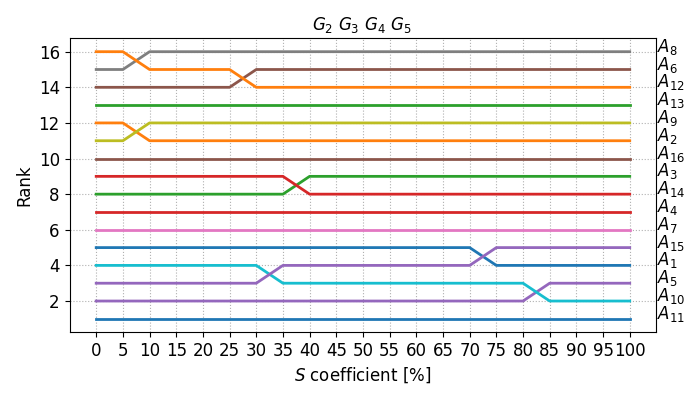 G₂ G₃ G₄ G₅
16
14
12
10
8
6
4
2
Rank
A₈
A₆
A₁₂
A₁₃
A₉
A₂
A₁₆
A₃
A₁₄
A₄
A₇
A₁₅
A₁
A₅
A₁₀
A₁₁
0 5 10 15 20 25 30 35 40 45 50 55 60 65 70 75 80 85 90 95 100
S coefficient [%]